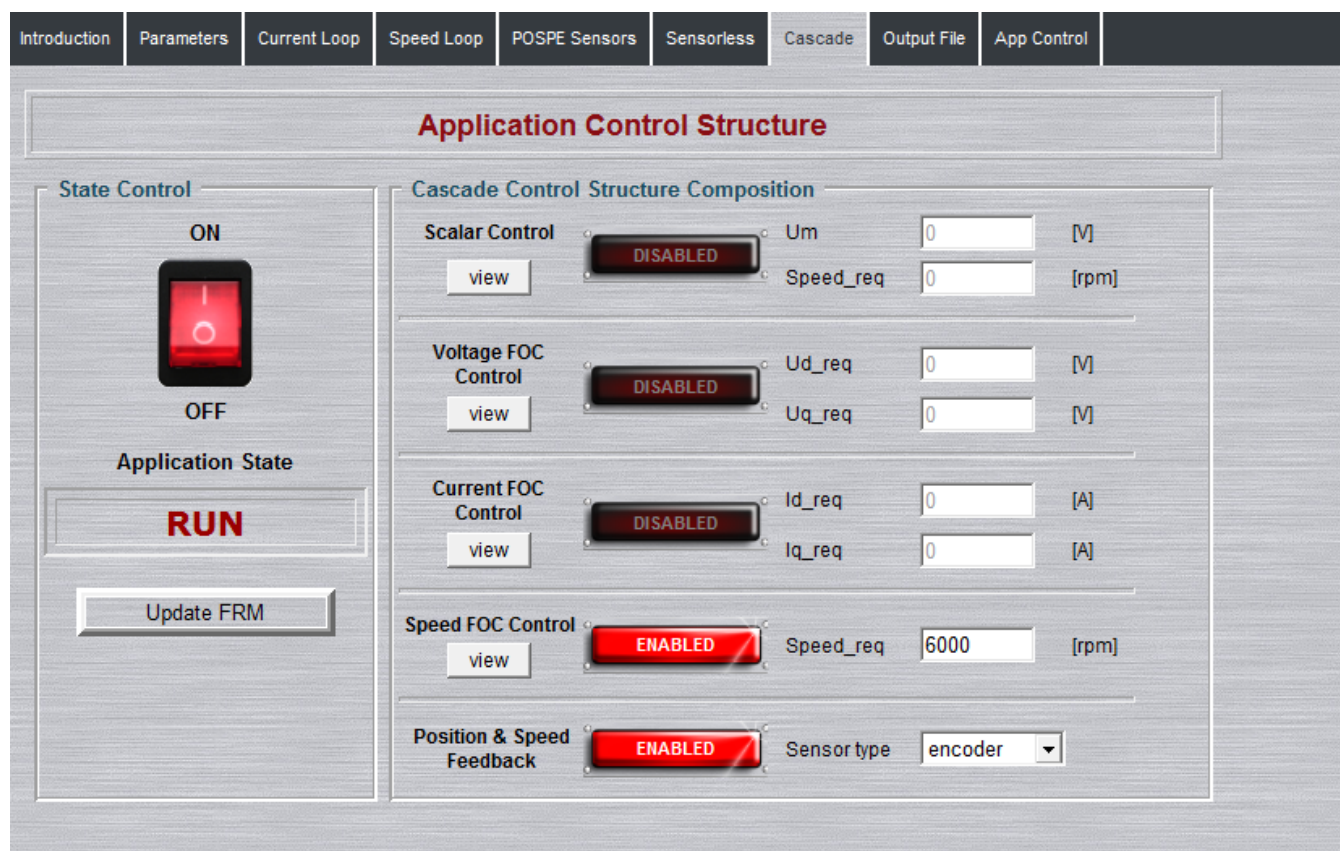 Introduction Parameters Current Loop Speed Loop POSPE Sensors Sensorless Cascade Output File App Control
Application Control Structure
State Control
ON
OFF
Application State
RUN
Update FRM
Cascade Control Structure Composition
Scalar Control
view
DISABLED
Um 0 [V]
Speed_req 0 [rpm]
Voltage FOC
Control
view
DISABLED
Ud_req 0 [V]
Uq_req 0 [V]
Current FOC
Control
view
DISABLED
Id_req 0 [A]
Iq_req 0 [A]
Speed FOC Control
view
ENABLED
Speed_req 6000 [rpm]
Position & Speed
Feedback
ENABLED
Sensor type encoder